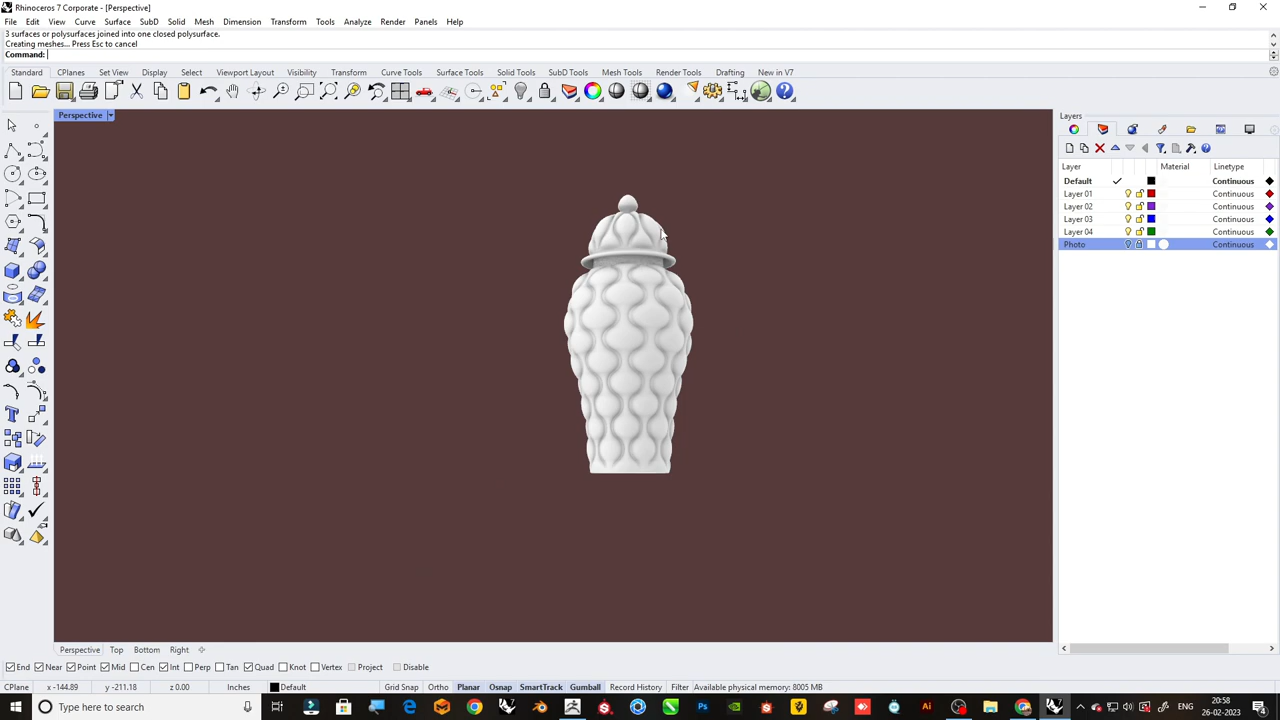 Rhinoceros 7 Corporate - [Perspective]
File Edit View Curve Surface SubD Solid Mesh Dimension Transform Tools Analyze Render Panels Help
3 surfaces or polysurfaces joined into one closed polysurface.
Creating meshes... Press Esc to cancel
Command:
Standard CPlanes Set View Display Select Viewport Layout Visibility Transform Curve Tools Surface Tools Solid Tools SubD Tools Mesh Tools Render Tools Drafting New in V7
Perspective
Layers
Layer Material Linetype
Default Continuous
Layer 01 Continuous
Layer 02 Continuous
Layer 03 Continuous
Layer 04 Continuous
Photo Continuous
Perspective Top Bottom Right
End Near Point Mid Cen Int Perp Tan Quad Knot Vertex Project Disable
CPlane x -144.89 y -211.18 z 0.00 Inches Default Grid Snap Ortho Planar Osnap SmartTrack Gumball Record History Filter Available physical memory: 8005 MB
Type here to search
Ps
Ai
20:58
26-02-2023